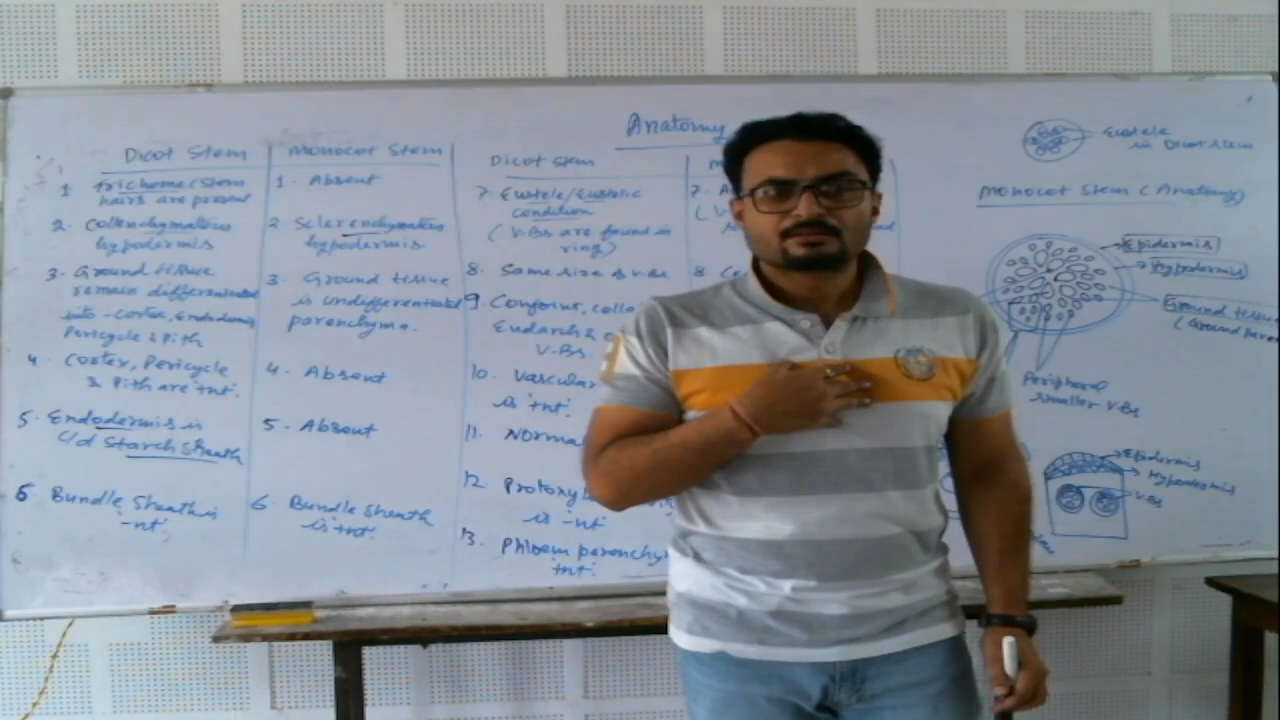 Anatomy
Dicot Stem
1 Trichome/Stem
hairs are present
2. Collenchymatous
hypodermis
3. Ground tissue
remain differentiated
into - Cortex, Endodermis
Pericycle & Pith
4. Cortex, Pericycle
& Pith are +nt.
5. Endodermis is
c/d Starch sheath
6 Bundle Sheath is
-nt.
Monocot Stem
1. Absent
2 Sclerenchymatous
hypodermis
3. Ground tissue
is undifferentiated
parenchyma.
4. Absent
5. Absent
6 Bundle Sheath
is +nt.
Dicot Stem
7 Eustele/Eustelic
condition
(V.Bs are found in
ring)
8. Same size of V.Bs
9 Conjoint,
Endarch &
V.Bs.
10. Vascular
is +nt.
11. Norma
12.
is -nt
13. Phloem parenchy
+nt.
7.
8.
Eustele
in Dicot stem
Monocot Stem (Anatomy)
Epidermis
Hypodermis
Ground tissue
(Ground paren
Peripheral
smaller V.Bs
Epidermis
Hypodermis
V.Bs